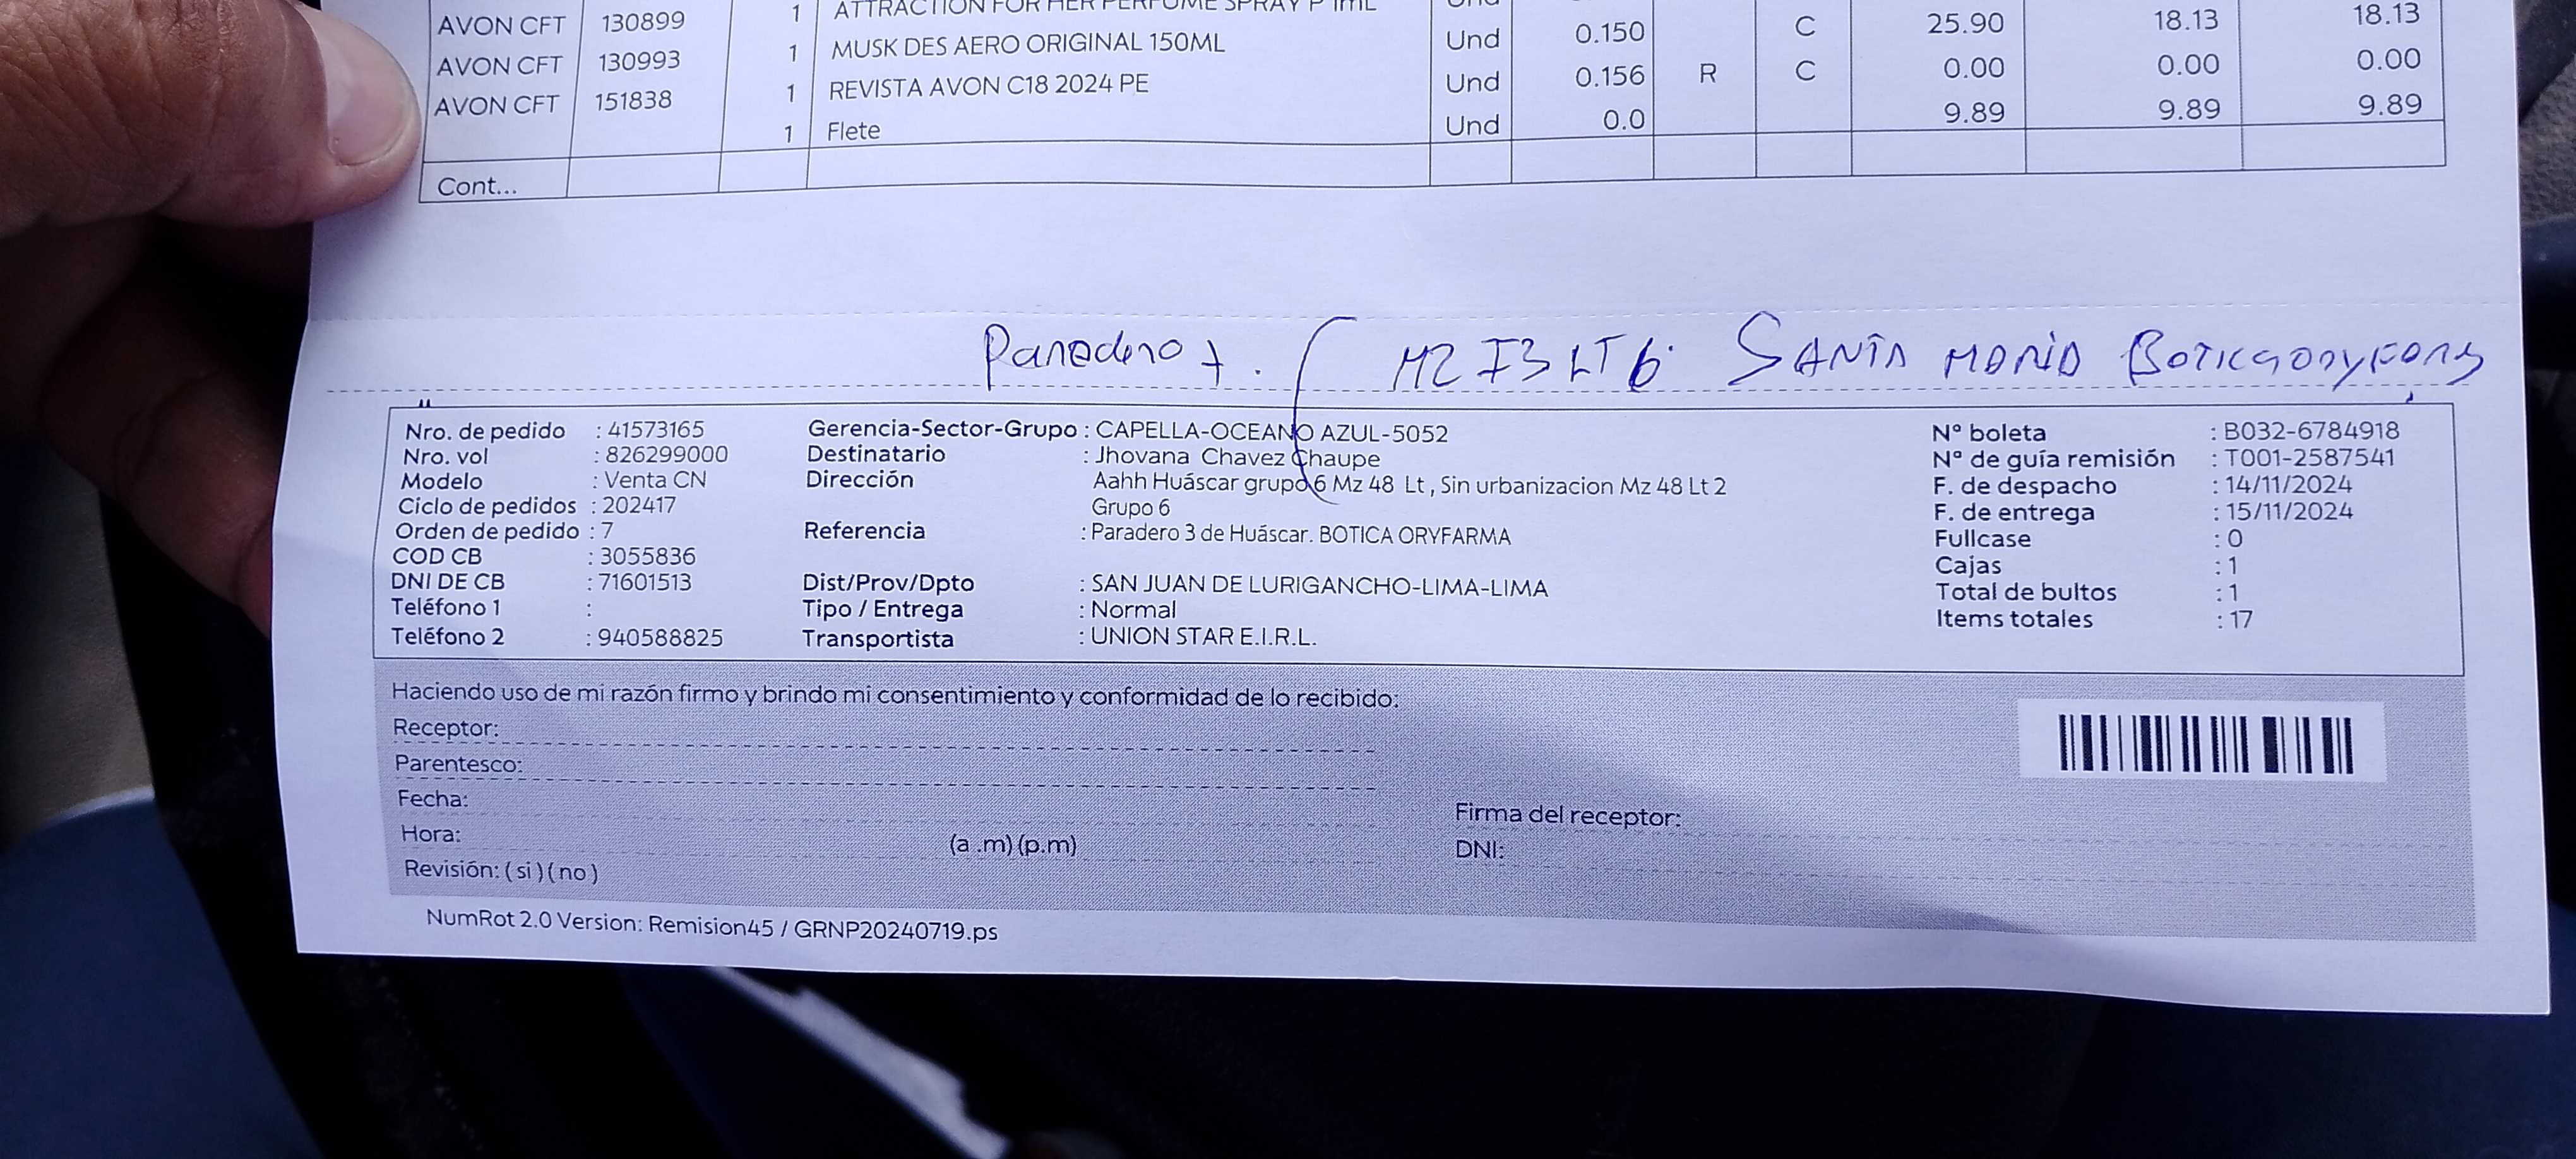 AVON CFT 130899 1 ATTRACTION FOR HER PERFUME SPRAY P 1ML Und
AVON CFT 130993 1 MUSK DES AERO ORIGINAL 150ML Und 0.150 C 25.90 18.13 18.13
AVON CFT 151838 1 REVISTA AVON C18 2024 PE Und 0.156 R C 0.00 0.00 0.00
1 Flete Und 0.0 9.89 9.89 9.89
Cont...
Paradero + . MZ I3 LT 6. SANTA MARIA
Nro. de pedido : 41573165
Nro. vol : 826299000
Modelo : Venta CN
Ciclo de pedidos : 202417
Orden de pedido : 7
COD CB : 3055836
DNI DE CB : 71601513
Teléfono 1 :
Teléfono 2 : 940588825
Gerencia-Sector-Grupo : CAPELLA-OCEANO AZUL-5052
Destinatario : Jhovana Chavez Chaupe
Dirección Aahh Huáscar grupo 6 Mz 48 Lt , Sin urbanizacion Mz 48 Lt 2
Grupo 6
Referencia : Paradero 3 de Huáscar. BOTICA ORYFARMA
Dist/Prov/Dpto : SAN JUAN DE LURIGANCHO-LIMA-LIMA
Tipo / Entrega : Normal
Transportista : UNION STAR E.I.R.L.
Nº boleta : B032-6784918
Nº de guía remisión : T001-2587541
F. de despacho : 14/11/2024
F. de entrega : 15/11/2024
Fullcase : 0
Cajas : 1
Total de bultos : 1
Items totales : 17
Haciendo uso de mi razón firmo y brindo mi consentimiento y conformidad de lo recibido:
Receptor:
Parentesco:
Fecha:
Hora: (a .m) (p.m)
Revisión: ( si ) ( no )
Firma del receptor:
DNI:
NumRot 2.0 Version: Remision45 / GRNP20240719.ps